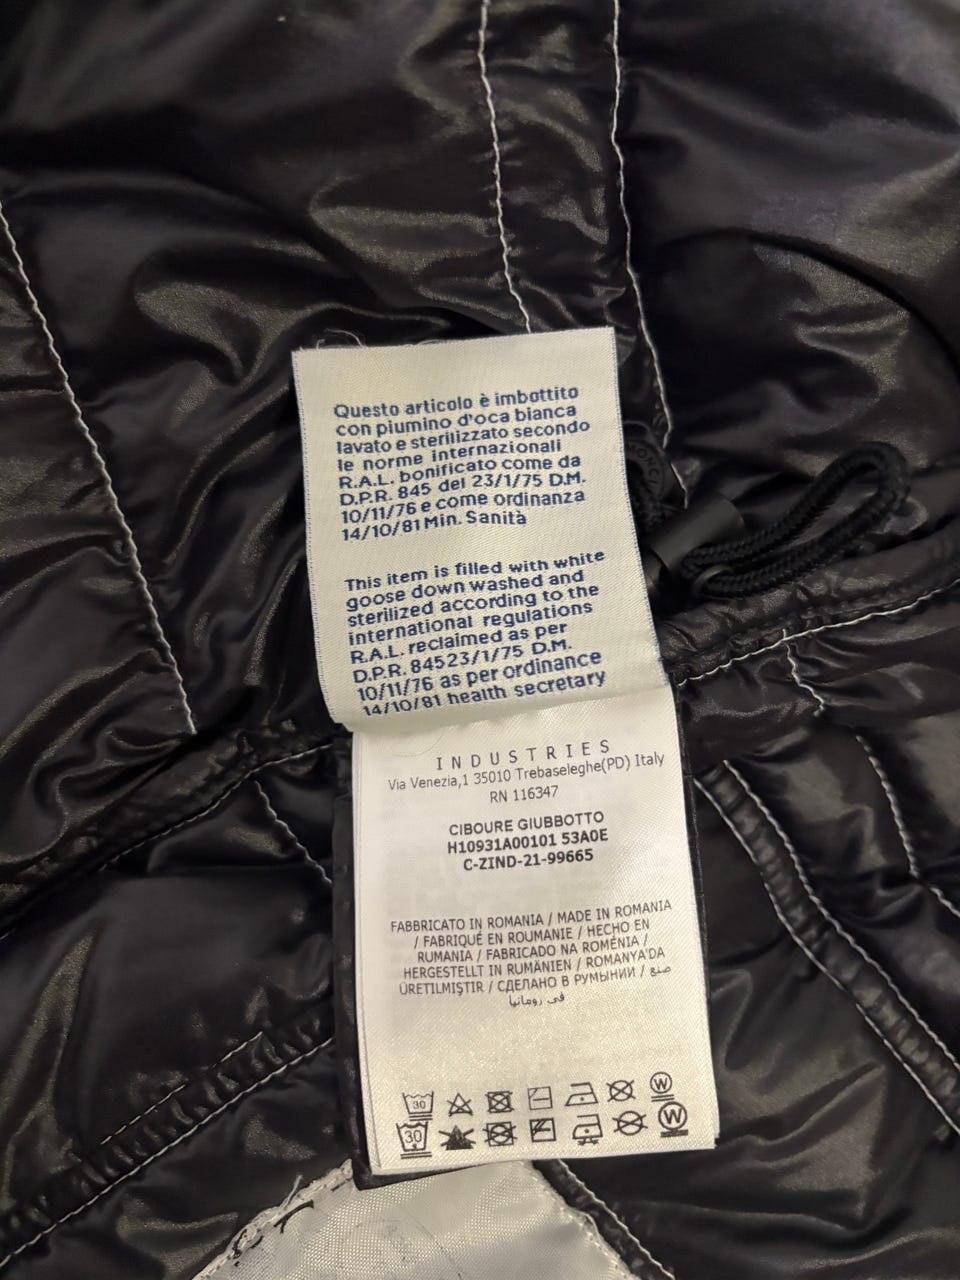 Questo articolo è imbottito
con piumino d'oca bianca
lavato e sterilizzato secondo
le norme internazionali
R.A.L. bonificato come da
D.P.R. 845 del 23/1/75 D.M.
10/11/76 e come ordinanza
14/10/81 Min. Sanità
This item is filled with white
goose down washed and
sterilized according to the
international regulations
R.A.L. reclaimed as per
D.P.R. 84523/1/75 D.M.
10/11/76 as per ordinance
14/10/81 health secretary
INDUSTRIES
Via Venezia,1 35010 Trebaseleghe(PD) Italy
RN 116347
CIBOURE GIUBBOTTO
H10931A00101 53A0E
C-ZIND-21-99665
FABBRICATO IN ROMANIA / MADE IN ROMANIA
/ FABRIQUÉ EN ROUMANIE / HECHO EN
RUMANIA / FABRICADO NA ROMÊNIA /
HERGESTELLT IN RUMÄNIEN / ROMANYA'DA
ÜRETILMIŞTIR / СДЕЛАНО В РУМЫНИИ / صنع
في رومانيا
30 W
30 W